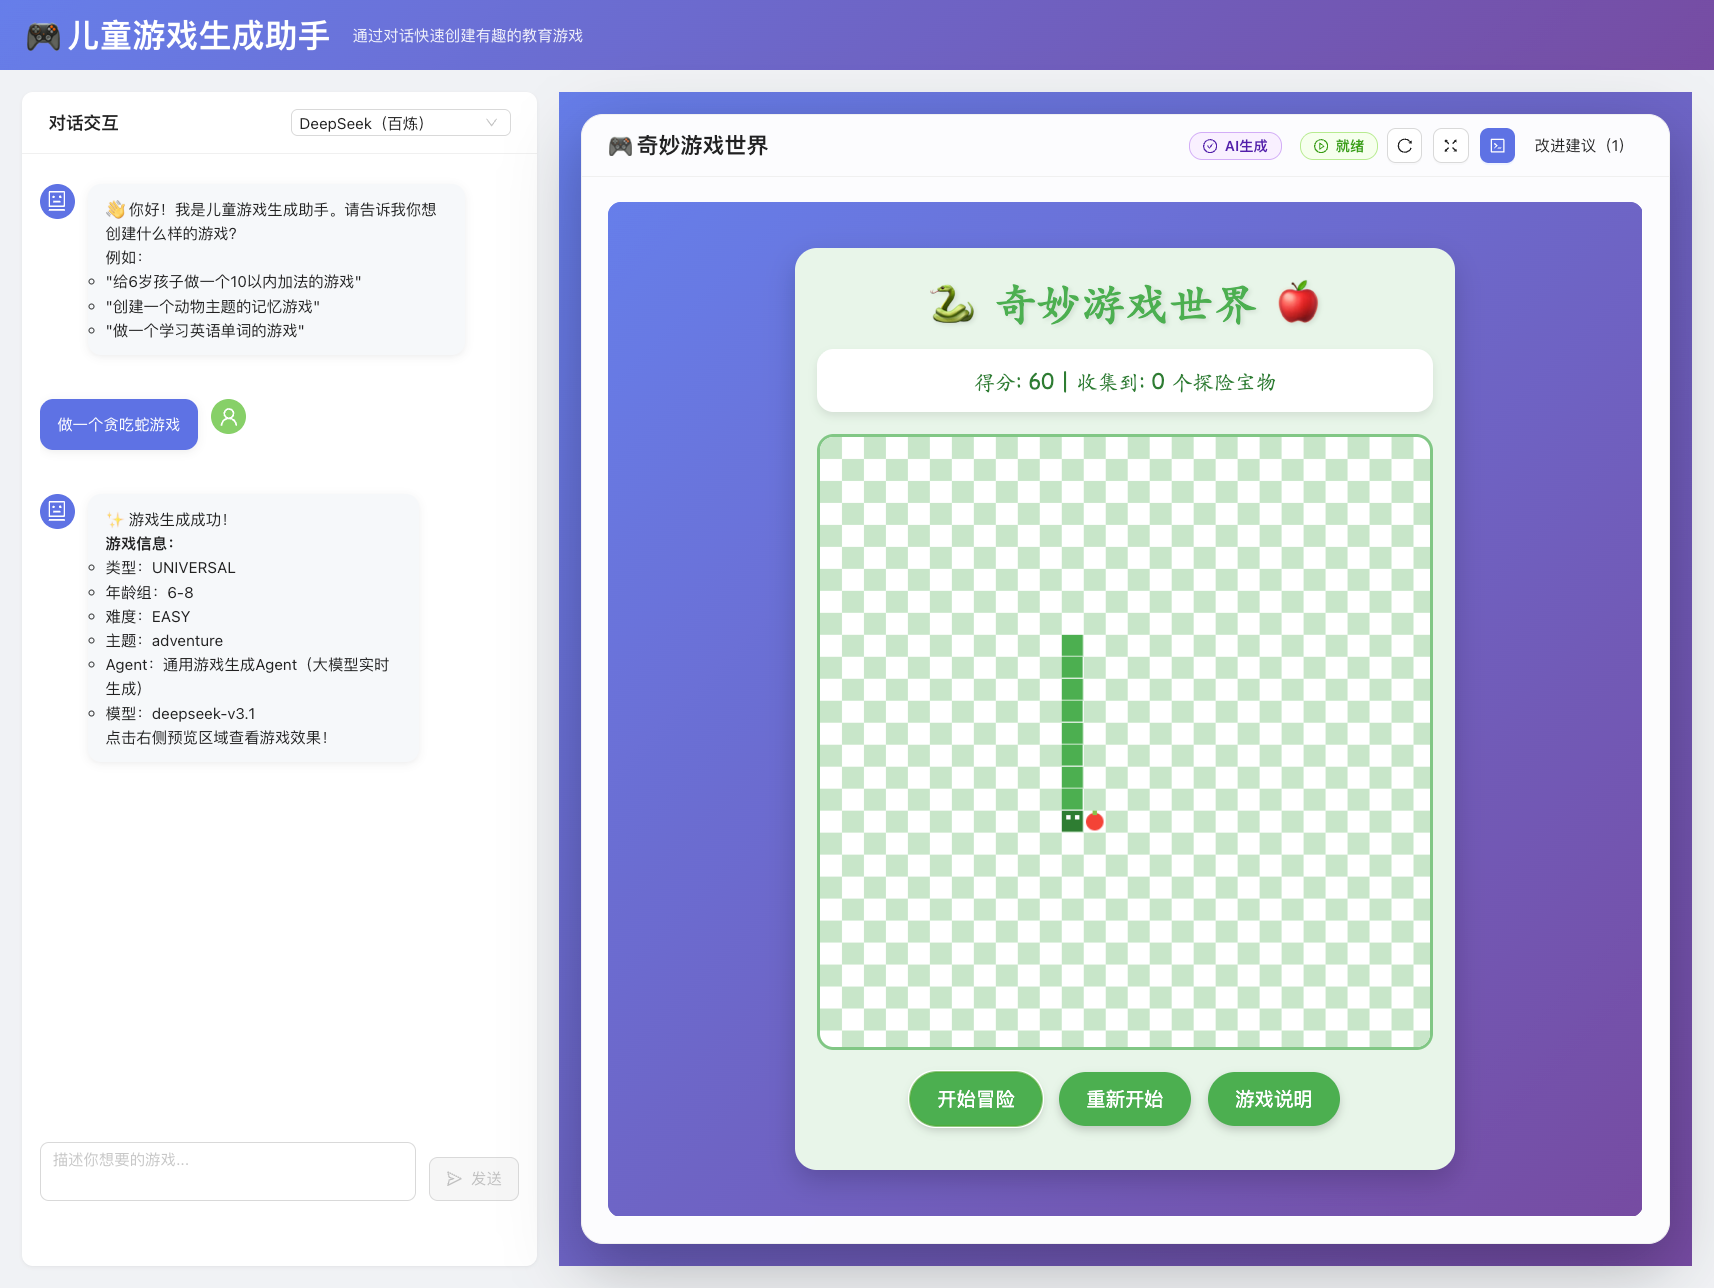 儿童游戏生成助手
通过对话快速创建有趣的教育游戏
对话交互
DeepSeek（百炼）
👋 你好！我是儿童游戏生成助手。请告诉我你想
创建什么样的游戏？
例如：
"给6岁孩子做一个10以内加法的游戏"
"创建一个动物主题的记忆游戏"
"做一个学习英语单词的游戏"
做一个贪吃蛇游戏
✨ 游戏生成成功！
游戏信息：
类型：UNIVERSAL
年龄组：6-8
难度：EASY
主题：adventure
Agent：通用游戏生成Agent（大模型实时
生成）
模型：deepseek-v3.1
点击右侧预览区域查看游戏效果！
描述你想要的游戏...
发送
🎮 奇妙游戏世界
AI生成
就绪
改进建议（1）
🐍 奇妙游戏世界 🍎
得分: 60 | 收集到: 0 个探险宝物
开始冒险
重新开始
游戏说明